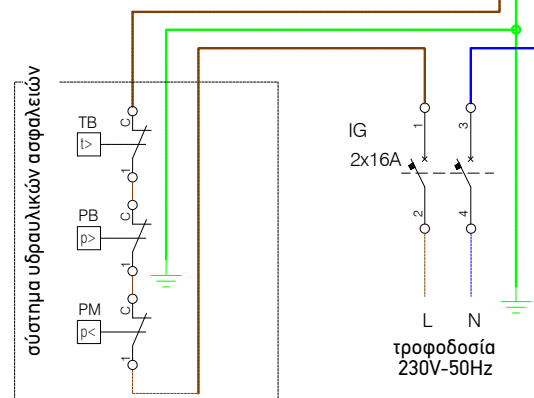 σύστημα υδραυλικών ασφαλειών
TB
t>
C
1
PB
p>
C
1
PM
p<
C
1
IG
2x16A
1
3
2
4
L
N
τροφοδοσία
230V-50Hz